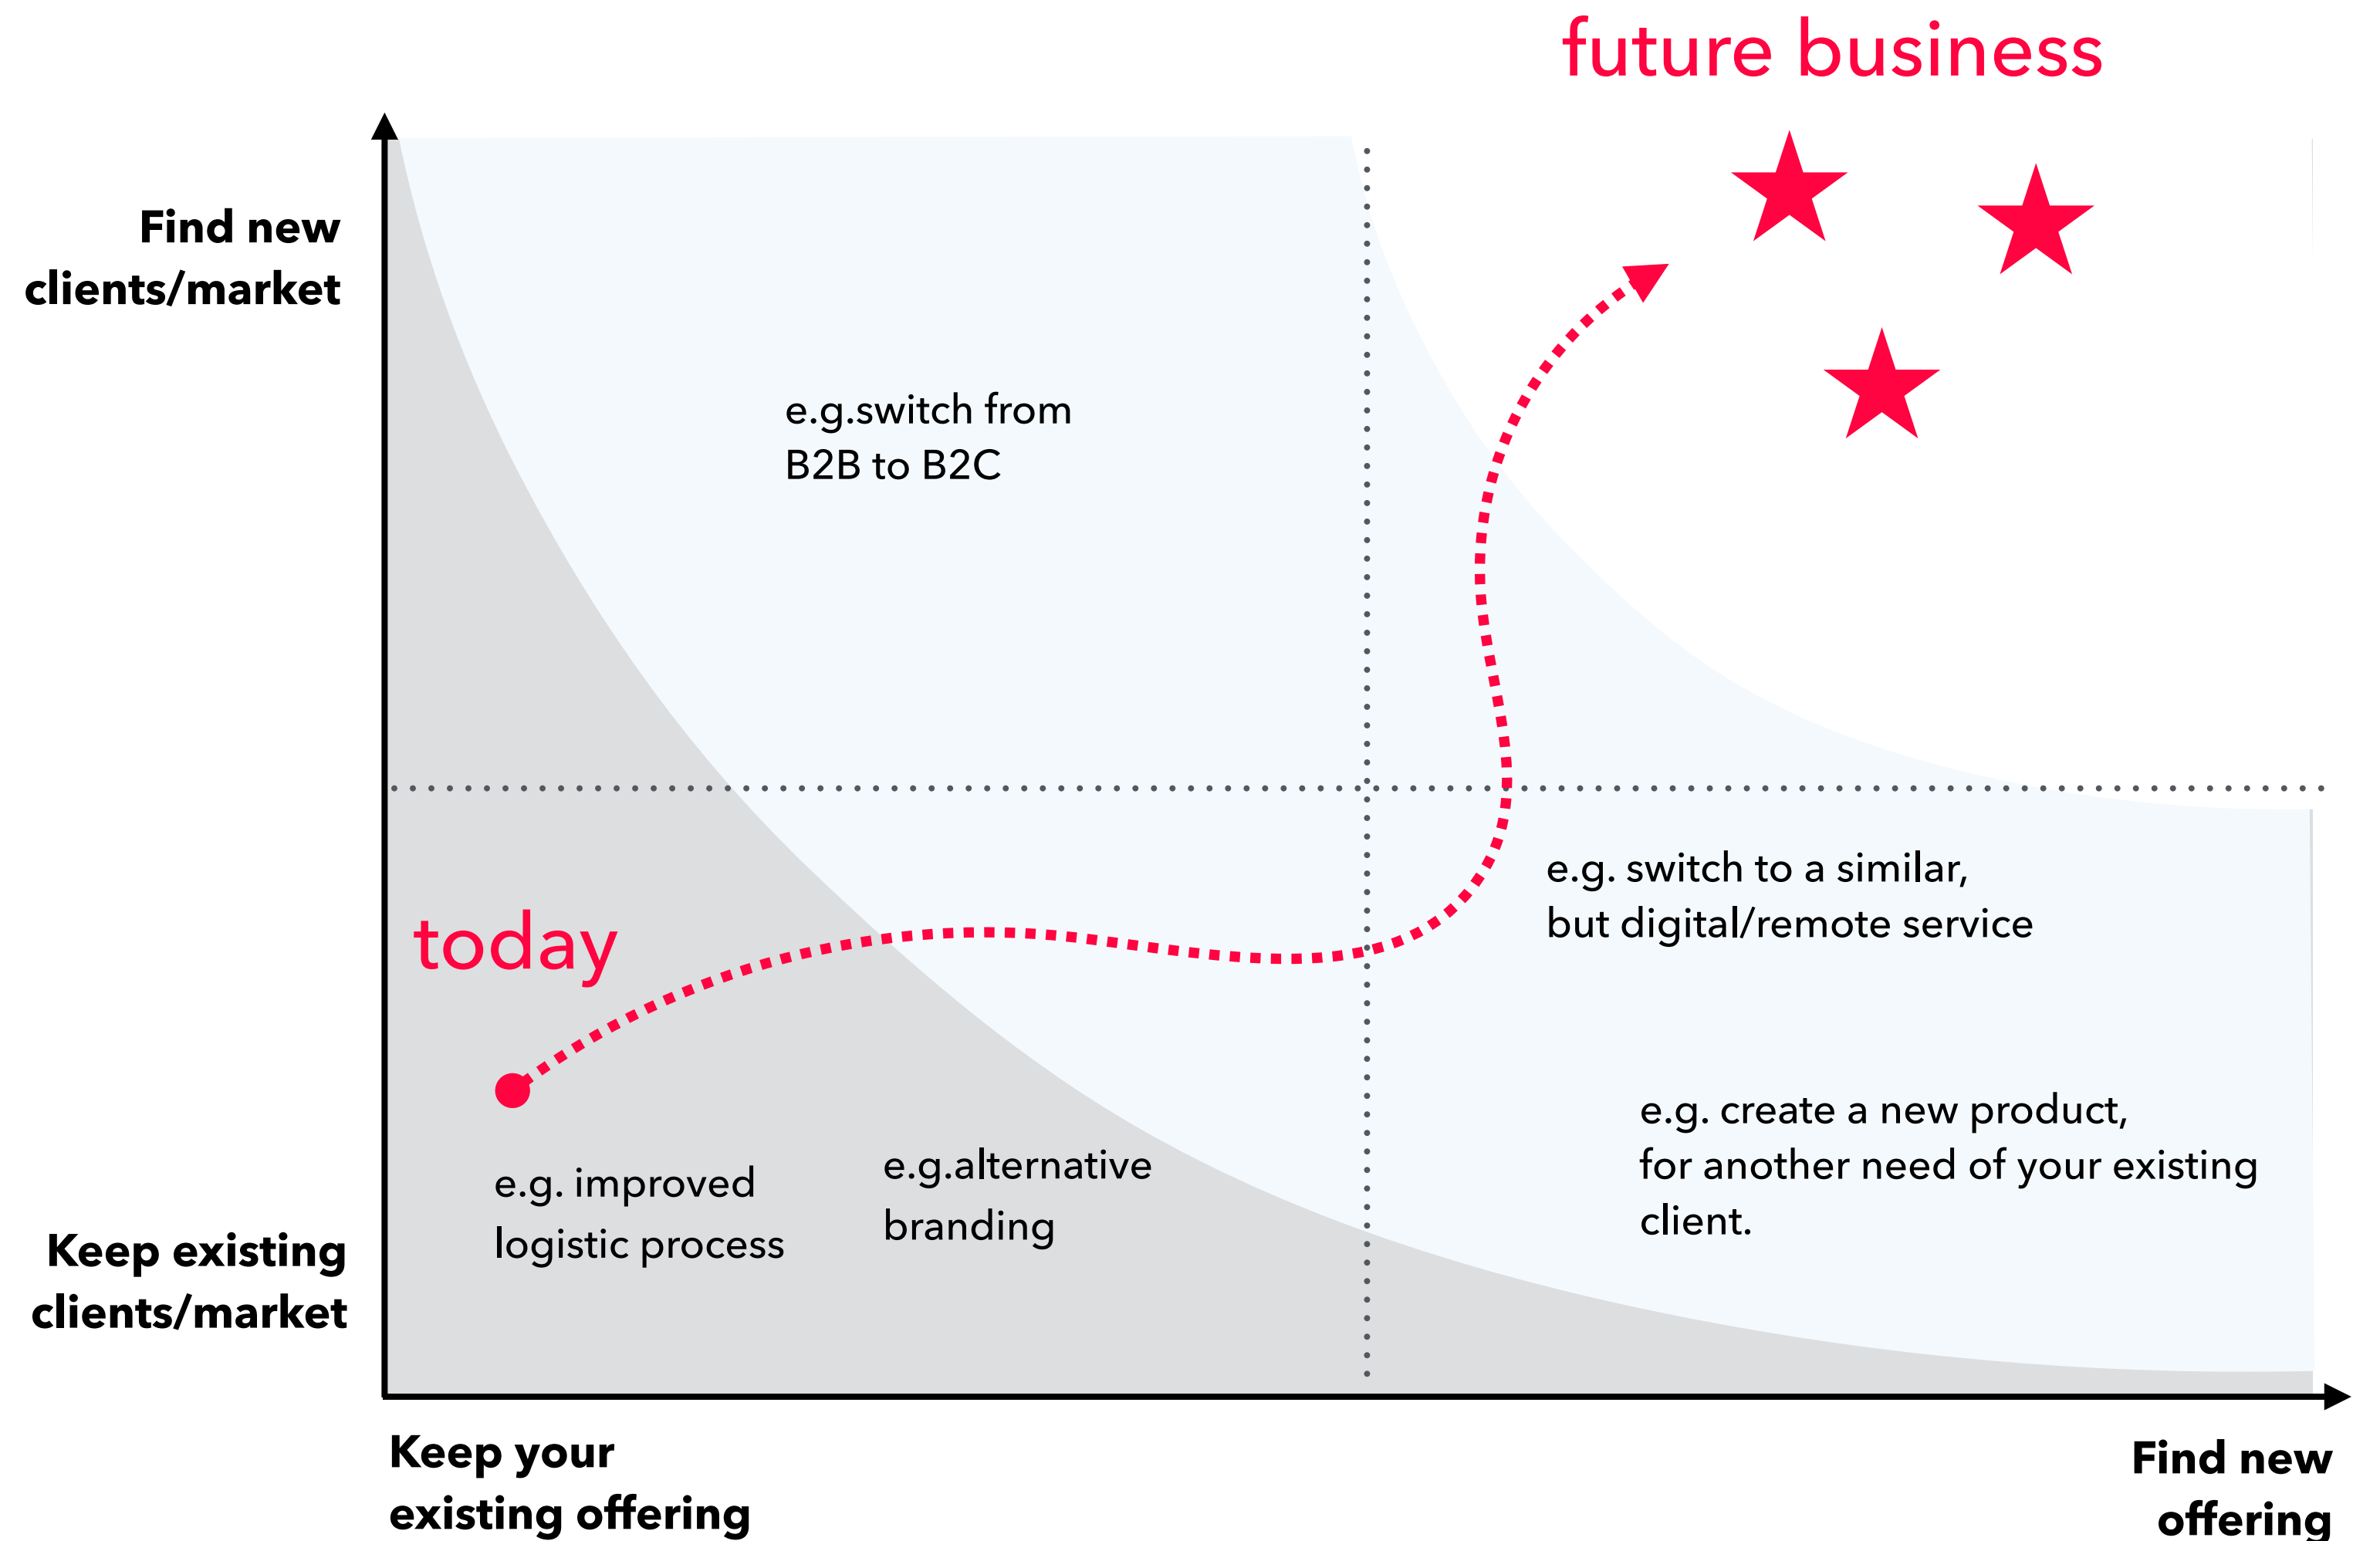 future business
Find new
clients/market
e.g.switch from
B2B to B2C
e.g. switch to a similar,
but digital/remote service
today
e.g. create a new product,
for another need of your existing
client.
e.g. improved
logistic process
e.g.alternative
branding
Keep existing
clients/market
Keep your
existing offering
Find new
offering